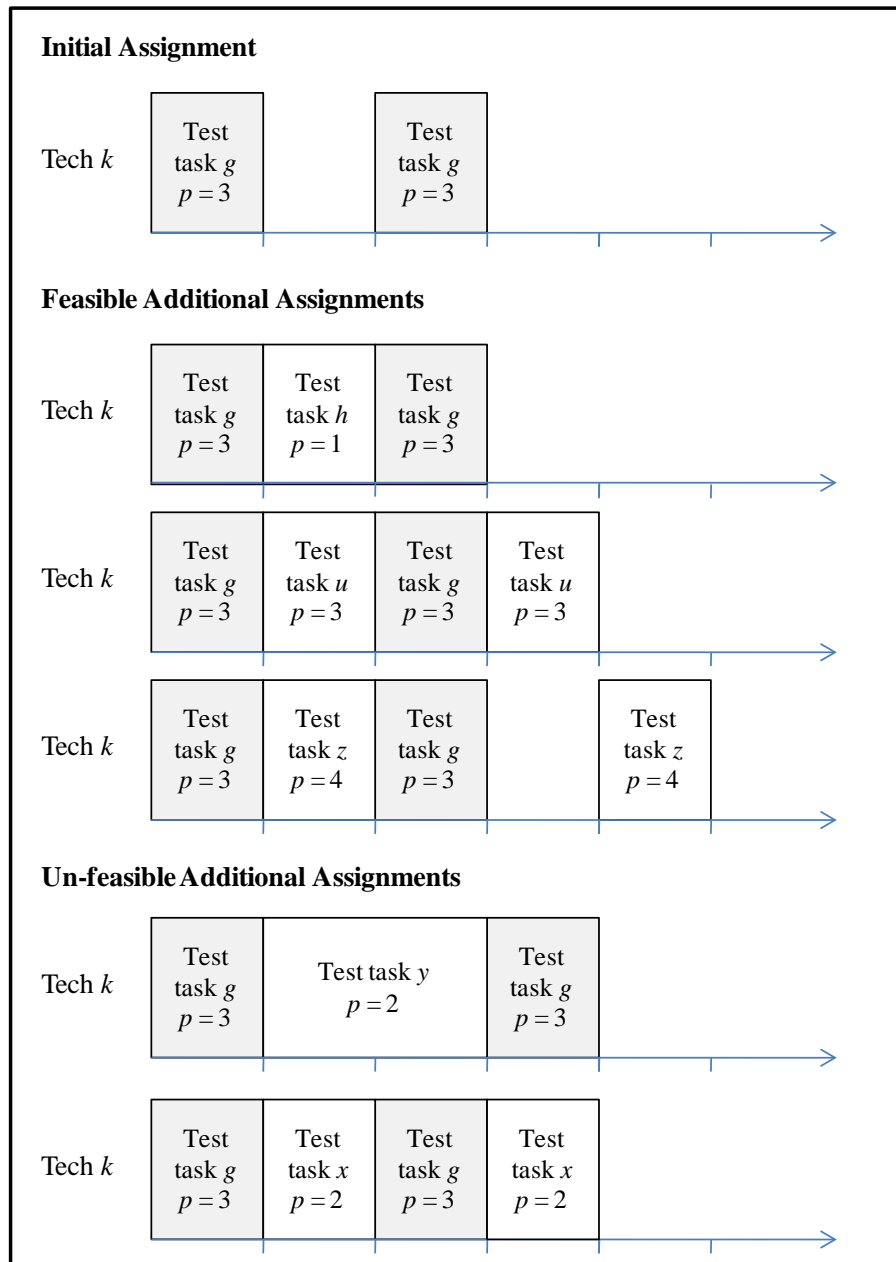 Initial Assignment
Tech k
Test
task g
p = 3
Test
task g
p = 3
Feasible Additional Assignments
Tech k
Test
task g
p = 3
Test
task h
p = 1
Test
task g
p = 3
Tech k
Test
task g
p = 3
Test
task u
p = 3
Test
task g
p = 3
Test
task u
p = 3
Tech k
Test
task g
p = 3
Test
task z
p = 4
Test
task g
p = 3
Test
task z
p = 4
Un-feasible Additional Assignments
Tech k
Test
task g
p = 3
Test task y
p = 2
Test
task g
p = 3
Tech k
Test
task g
p = 3
Test
task x
p = 2
Test
task g
p = 3
Test
task x
p = 2